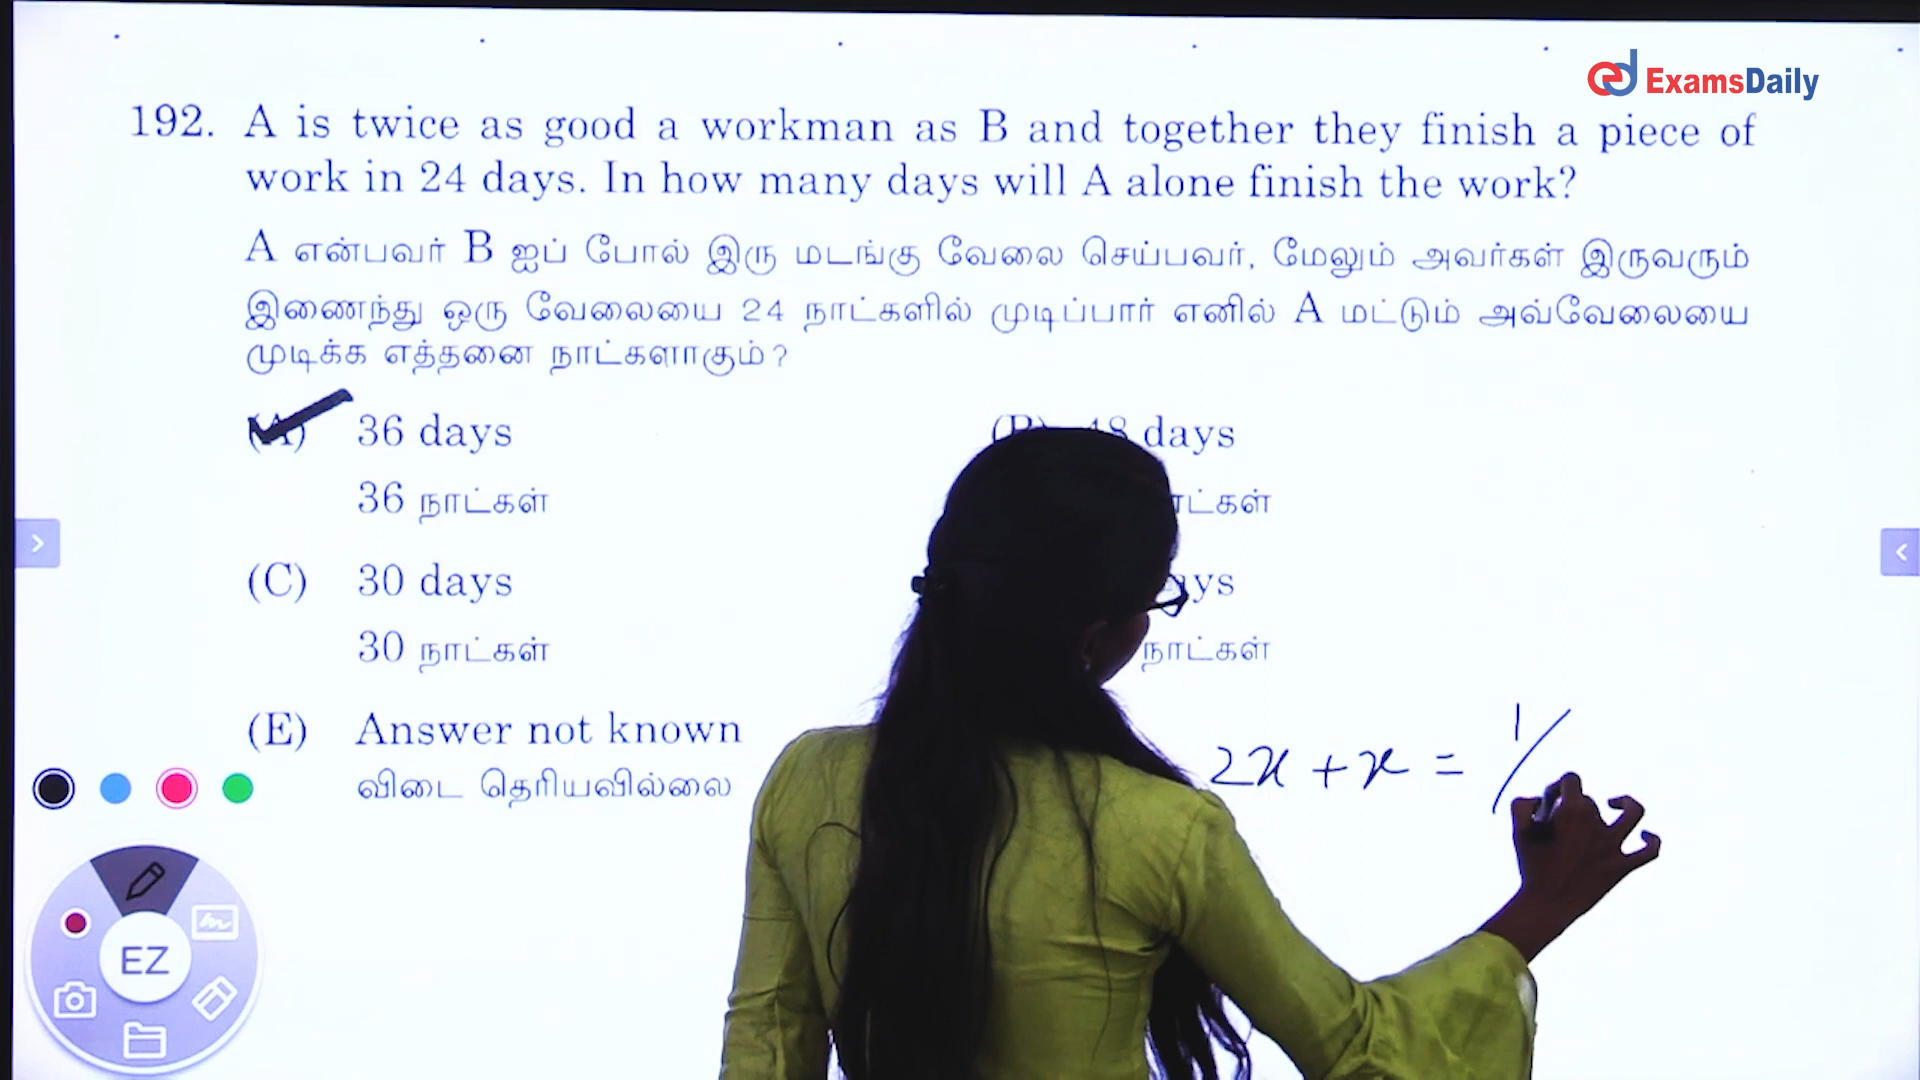 ExamsDaily
192. A is twice as good a workman as B and together they finish a piece of
work in 24 days. In how many days will A alone finish the work?
A என்பவர் B ஐப் போல் இரு மடங்கு வேலை செய்பவர், மேலும் அவர்கள் இருவரும்
இணைந்து ஒரு வேலையை 24 நாட்களில் முடிப்பார் எனில் A மட்டும் அவ்வேலையை
முடிக்க எத்தனை நாட்களாகும்?
(A) 36 days
36 நாட்கள்
(B) 48 days
(C) 30 days
30 நாட்கள்
நாட்கள்
(E) Answer not known
விடை தெரியவில்லை
2x + x = 1/
EZ